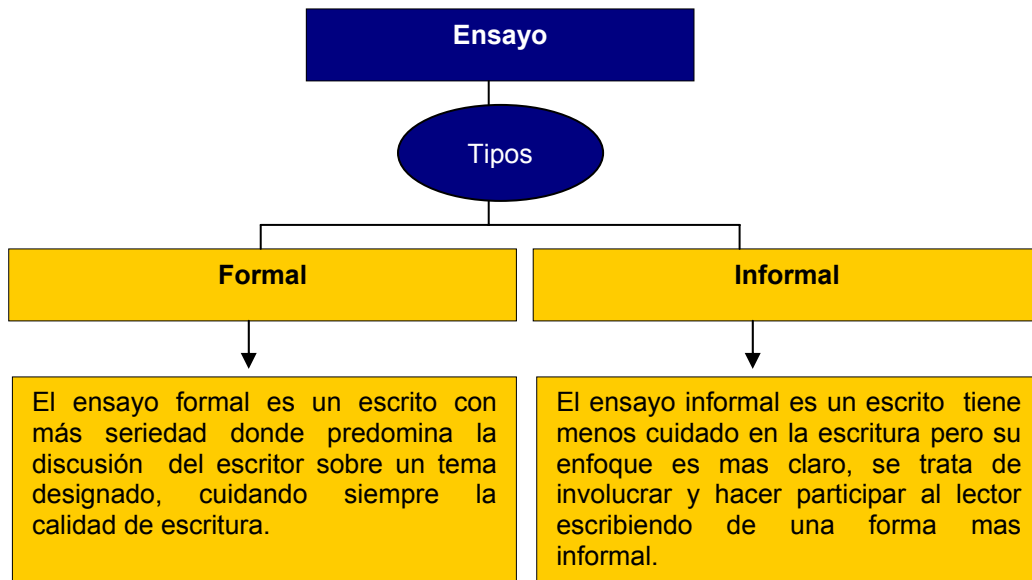 Ensayo
Tipos
Formal
Informal
El ensayo formal es un escrito con
más seriedad donde predomina la
discusión del escritor sobre un tema
designado, cuidando siempre la
calidad de escritura.
El ensayo informal es un escrito tiene
menos cuidado en la escritura pero su
enfoque es mas claro, se trata de
involucrar y hacer participar al lector
escribiendo de una forma mas
informal.